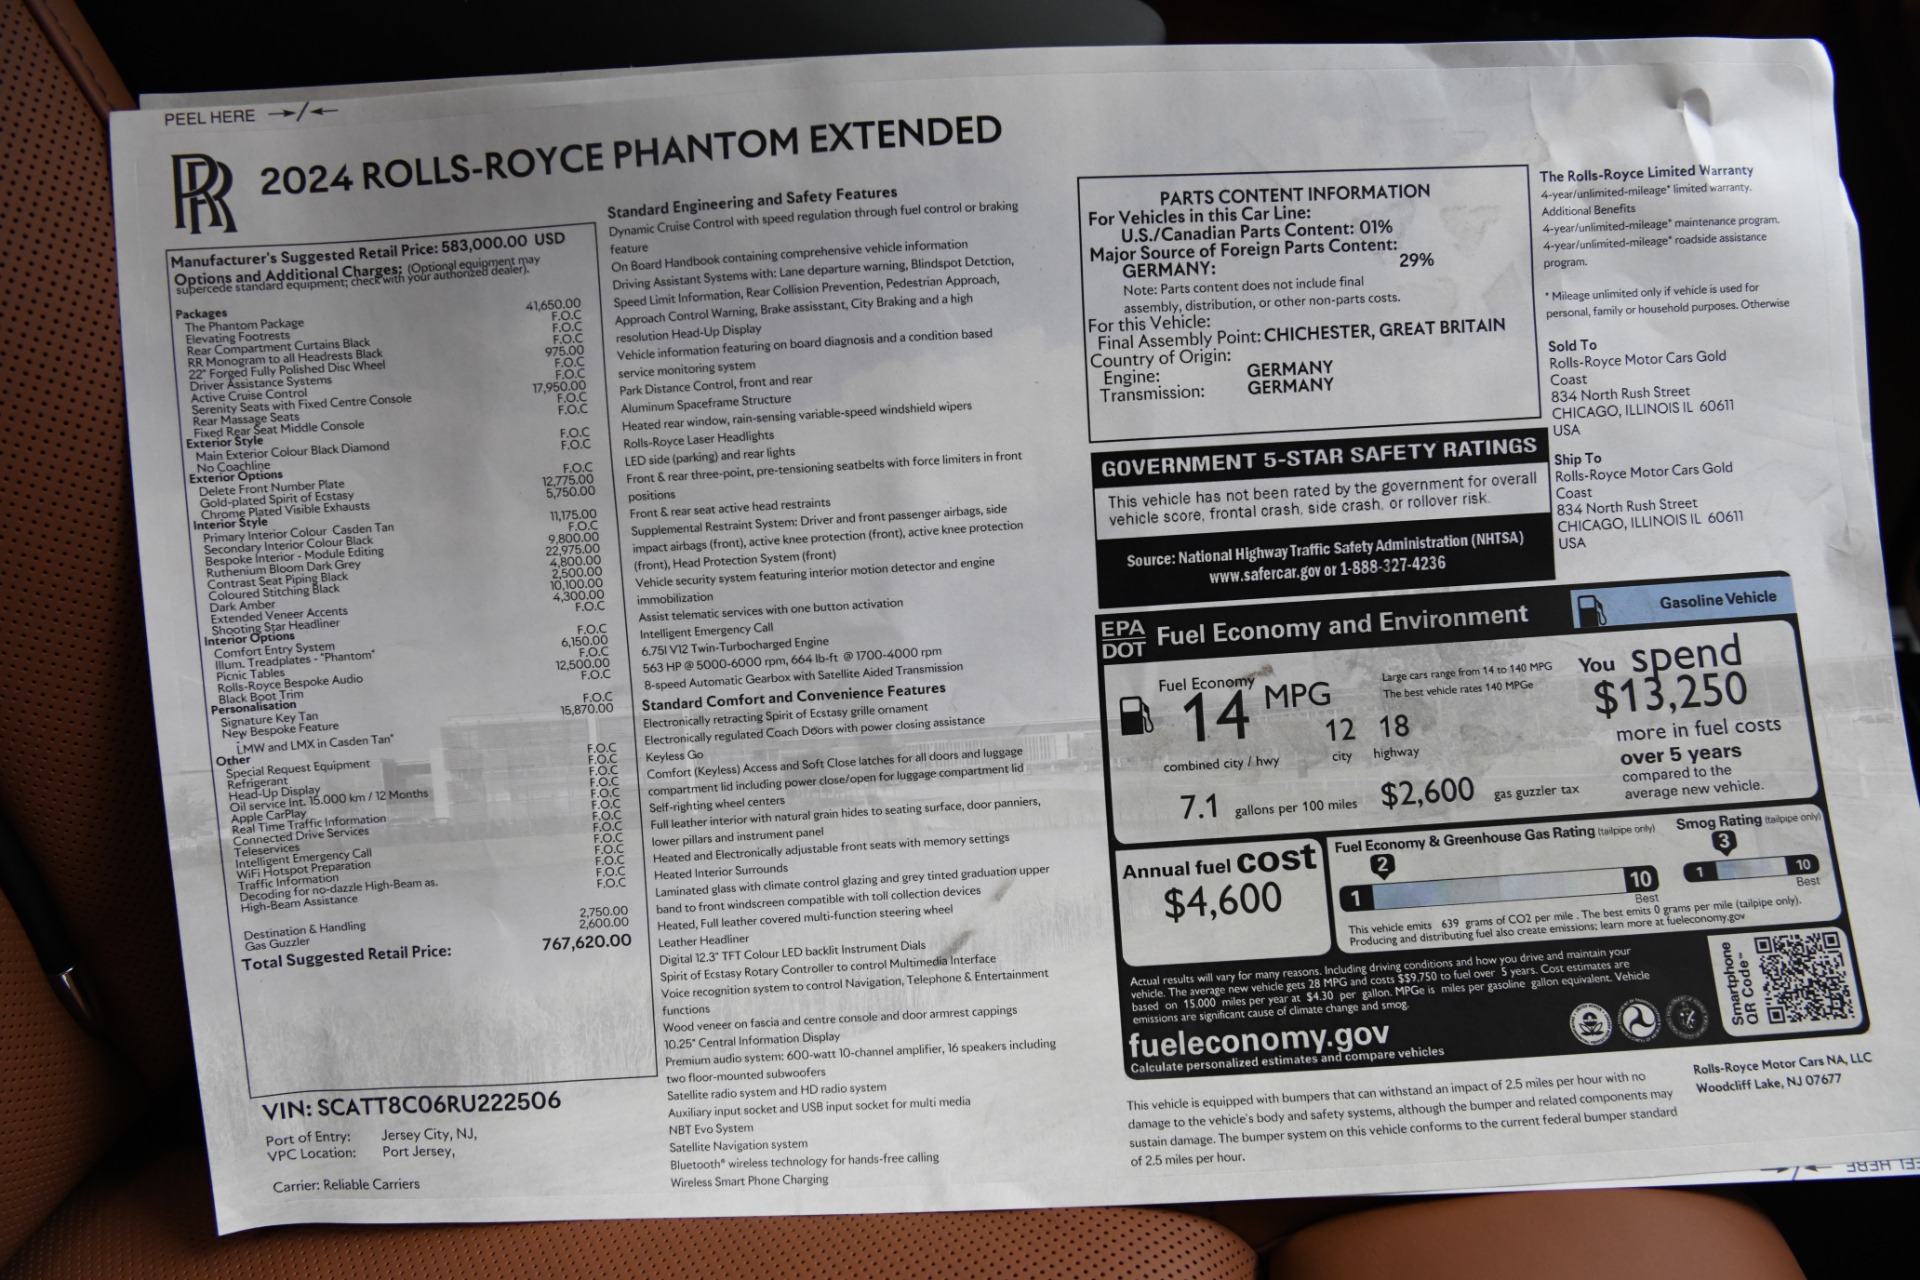 PEEL HERE
RR
2024 ROLLS-ROYCE PHANTOM EXTENDED
Manufacturer's Suggested Retail Price: 583,000.00 USD
Options and Additional Charges: (Optional equipment may
supercede standard equipment; check with your authorized dealer).
Packages
The Phantom Package 41,650.00
Elevating Footrests F.O.C
Rear Compartment Curtains Black F.O.C
RR Monogram to all Headrests Black F.O.C
22" Forged Fully Polished Disc Wheel 975.00
Driver Assistance Systems F.O.C
Active Cruise Control F.O.C
Serenity Seats with Fixed Centre Console 17,950.00
Rear Massage Seats F.O.C
Fixed Rear Seat Middle Console F.O.C
Exterior Style
Main Exterior Colour Black Diamond F.O.C
No Coachline F.O.C
Exterior Options
Delete Front Number Plate F.O.C
Gold-plated Spirit of Ecstasy 12,775.00
Chrome Plated Visible Exhausts 5,750.00
Interior Style
Primary Interior Colour Casden Tan 11,175.00
Secondary Interior Colour Black F.O.C
Bespoke Interior - Module Editing 9,800.00
Ruthenium Bloom Dark Grey 22,975.00
Contrast Seat Piping Black 4,800.00
Coloured Stitching Black 2,500.00
Dark Amber 10,100.00
Extended Veneer Accents 4,300.00
Shooting Star Headliner F.O.C
Interior Options
Comfort Entry System F.O.C
Illum. Treadplates - "Phantom" 6,150.00
Picnic Tables F.O.C
Rolls-Royce Bespoke Audio 12,500.00
Black Boot Trim F.O.C
Personalisation
Signature Key Tan F.O.C
New Bespoke Feature 15,870.00
"LMW and LMX in Casden Tan"
Other
Special Request Equipment F.O.C
Refrigerant F.O.C
Head-Up Display F.O.C
Oil service Int. 15.000 km / 12 Months F.O.C
Apple CarPlay F.O.C
Real Time Traffic Information F.O.C
Connected Drive Services F.O.C
Teleservices F.O.C
Intelligent Emergency Call F.O.C
WiFi Hotspot Preparation F.O.C
Traffic Information F.O.C
Decoding for no-dazzle High-Beam as. F.O.C
High-Beam Assistance F.O.C
Destination & Handling 2,750.00
Gas Guzzler 2,600.00
Total Suggested Retail Price: 767,620.00
VIN: SCATT8C06RU222506
Port of Entry: Jersey City, NJ,
VPC Location: Port Jersey,
Carrier: Reliable Carriers
Standard Engineering and Safety Features
Dynamic Cruise Control with speed regulation through fuel control or braking
feature
On Board Handbook containing comprehensive vehicle information
Driving Assistant Systems with: Lane departure warning, Blindspot Detction,
Speed Limit Information, Rear Collision Prevention, Pedestrian Approach,
Approach Control Warning, Brake assistant, City Braking and a high
resolution Head-Up Display
Vehicle information featuring on board diagnosis and a condition based
service monitoring system
Park Distance Control, front and rear
Aluminum Spaceframe Structure
Heated rear window, rain-sensing variable-speed windshield wipers
Rolls-Royce Laser Headlights
LED side (parking) and rear lights
Front & rear three-point, pre-tensioning seatbelts with force limiters in front
positions
Front & rear seat active head restraints
Supplemental Restraint System: Driver and front passenger airbags, side
impact airbags (front), active knee protection (front), active knee protection
(front), Head Protection System (front)
Vehicle security system featuring interior motion detector and engine
immobilization
Assist telematic services with one button activation
Intelligent Emergency Call
6.75l V12 Twin-Turbocharged Engine
563 HP @ 5000-6000 rpm, 664 lb-ft @ 1700-4000 rpm
8-speed Automatic Gearbox with Satellite Aided Transmission
Standard Comfort and Convenience Features
Electronically retracting Spirit of Ecstasy grille ornament
Electronically regulated Coach Doors with power closing assistance
Keyless Go
Comfort (Keyless) Access and Soft Close latches for all doors and luggage
compartment lid including power close/open for luggage compartment lid
Self-righting wheel centers
Full leather interior with natural grain hides to seating surface, door panniers,
lower pillars and instrument panel
Heated and Electronically adjustable front seats with memory settings
Heated Interior Surrounds
Laminated glass with climate control glazing and grey tinted graduation upper
band to front windscreen compatible with toll collection devices
Heated, Full leather covered multi-function steering wheel
Leather Headliner
Digital 12.3" TFT Colour LED backlit Instrument Dials
Spirit of Ecstasy Rotary Controller to control Multimedia Interface
Voice recognition system to control Navigation, Telephone & Entertainment
functions
Wood veneer on fascia and centre console and door armrest cappings
10.25" Central Information Display
Premium audio system: 600-watt 10-channel amplifier, 16 speakers including
two floor-mounted subwoofers
Satellite radio system and HD radio system
Auxiliary input socket and USB input socket for multi media
NBT Evo System
Satellite Navigation system
Bluetooth® wireless technology for hands-free calling
Wireless Smart Phone Charging
PARTS CONTENT INFORMATION
For Vehicles in this Car Line:
U.S./Canadian Parts Content: 01%
Major Source of Foreign Parts Content:
GERMANY: 29%
Note: Parts content does not include final
assembly, distribution, or other non-parts costs.
For this Vehicle:
Final Assembly Point: CHICHESTER, GREAT BRITAIN
Country of Origin:
Engine: GERMANY
Transmission: GERMANY
GOVERNMENT 5-STAR SAFETY RATINGS
This vehicle has not been rated by the government for overall
vehicle score, frontal crash, side crash, or rollover risk.
Source: National Highway Traffic Safety Administration (NHTSA)
www.safercar.gov or 1-888-327-4236
The Rolls-Royce Limited Warranty
4-year/unlimited-mileage* limited warranty.
Additional Benefits
4-year/unlimited-mileage* maintenance program.
4-year/unlimited-mileage* roadside assistance
program.
* Mileage unlimited only if vehicle is used for
personal, family or household purposes. Otherwise
Sold To
Rolls-Royce Motor Cars Gold
Coast
834 North Rush Street
CHICAGO, ILLINOIS IL 60611
USA
Ship To
Rolls-Royce Motor Cars Gold
Coast
834 North Rush Street
CHICAGO, ILLINOIS IL 60611
USA
EPA
DOT
Fuel Economy and Environment
Gasoline Vehicle
Fuel Economy
14 MPG
combined city / hwy
12 city
18 highway
Large cars range from 14 to 140 MPG
The best vehicle rates 140 MPGe
7.1 gallons per 100 miles
$2,600 gas guzzler tax
You spend
$13,250
more in fuel costs
over 5 years
compared to the
average new vehicle.
Annual fuel cost
$4,600
Fuel Economy & Greenhouse Gas Rating (tailpipe only)
2
1 10
Best
Smog Rating (tailpipe only)
3
1 10
Best
This vehicle emits 639 grams of CO2 per mile . The best emits 0 grams per mile (tailpipe only).
Producing and distributing fuel also create emissions; learn more at fueleconomy.gov
Actual results will vary for many reasons. Including driving conditions and how you drive and maintain your
vehicle. The average new vehicle gets 28 MPG and costs $$9,750 to fuel over 5 years. Cost estimates are
based on 15,000 miles per year at $4.30 per gallon. MPGe is miles per gasoline gallon equivalent. Vehicle
emissions are significant cause of climate change and smog.
fueleconomy.gov
Calculate personalized estimates and compare vehicles
Smartphone
QR Code™
This vehicle is equipped with bumpers that can withstand an impact of 2.5 miles per hour with no
damage to the vehicle's body and safety systems, although the bumper and related components may
sustain damage. The bumper system on this vehicle conforms to the current federal bumper standard
of 2.5 miles per hour.
Rolls-Royce Motor Cars NA, LLC
Woodcliff Lake, NJ 07677
PEEL HERE